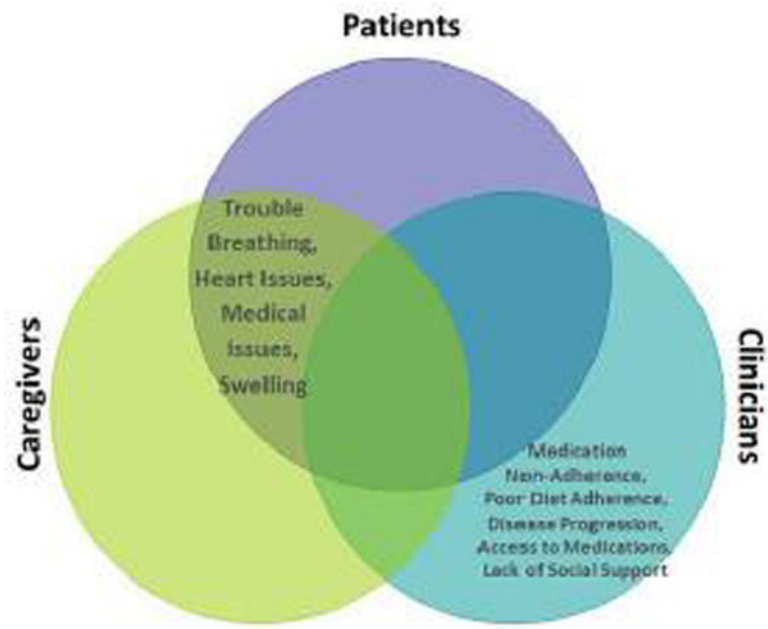 Patients
Trouble
Breathing,
Heart Issues,
Medical
Issues,
Swelling
Caregivers
Clinicians
Medication
Non-Adherence,
Poor Diet Adherence,
Disease Progression,
Access to Medications,
Lack of Social Support